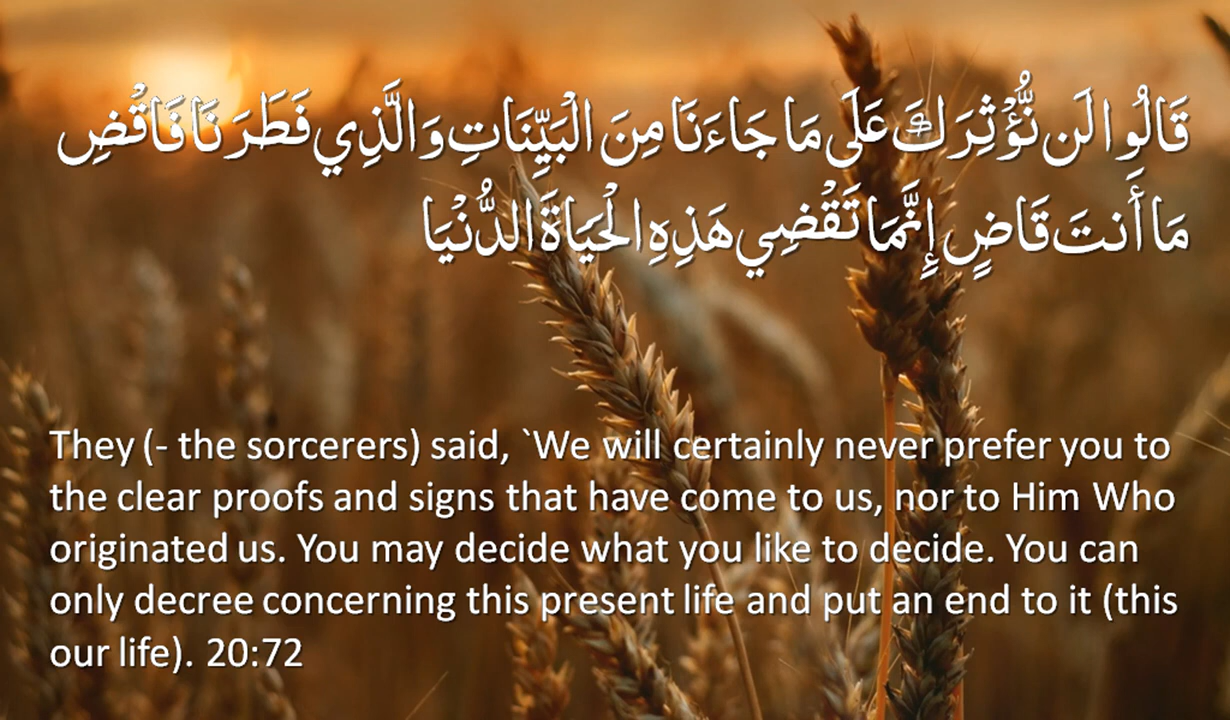 قَالُوا لَن نُّؤْثِرَكَ عَلَى مَا جَاءَنَا مِنَ الْبَيِّنَاتِ وَالَّذِي فَطَرَنَا فَاقْضِ
مَا أَنتَ قَاضٍ إِنَّمَا تَقْضِي هَذِهِ الْحَيَاةَ الدُّنْيَا
They (- the sorcerers) said, `We will certainly never prefer you to
the clear proofs and signs that have come to us, nor to Him Who
originated us. You may decide what you like to decide. You can
only decree concerning this present life and put an end to it (this
our life). 20:72